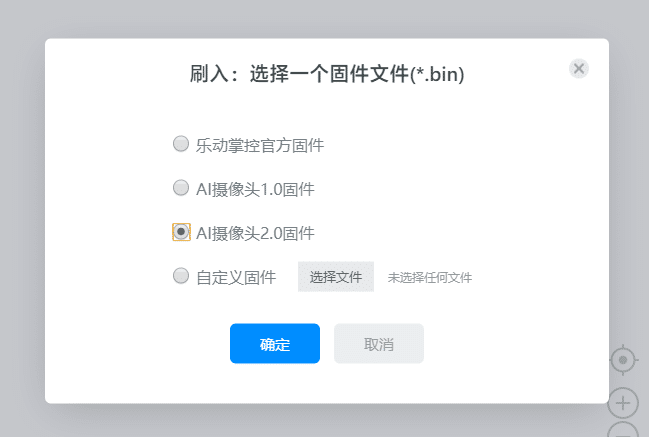 刷入：选择一个固件文件(*.bin)
乐动掌控官方固件
AI摄像头1.0固件
AI摄像头2.0固件
自定义固件 选择文件 未选择任何文件
确定 取消